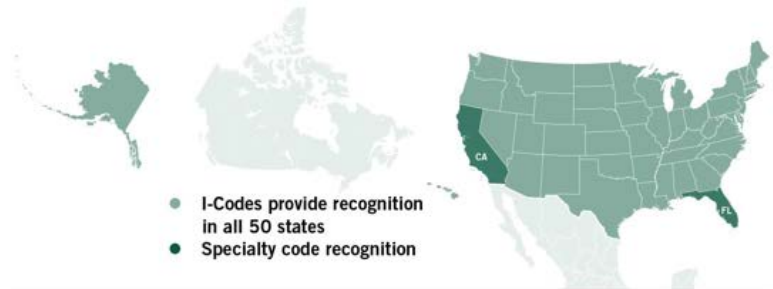 CA
FL
I-Codes provide recognition
in all 50 states
Specialty code recognition